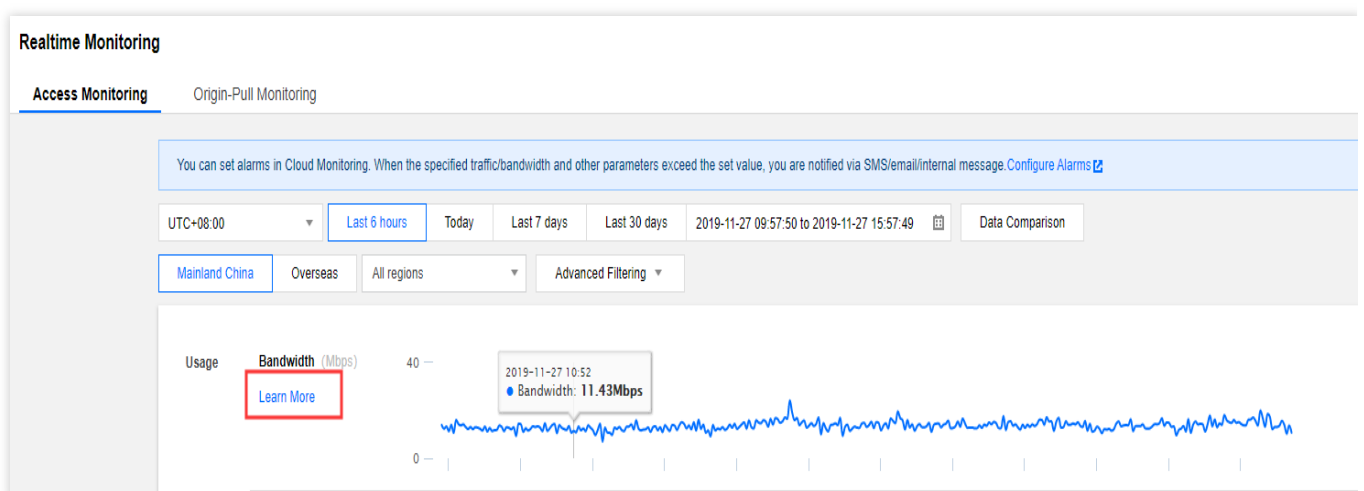 Realtime Monitoring
Access Monitoring Origin-Pull Monitoring
You can set alarms in Cloud Monitoring. When the specified traffic/bandwidth and other parameters exceed the set value, you are notified via SMS/email/internal message.Configure Alarms
UTC+08:00 Last 6 hours Today Last 7 days Last 30 days 2019-11-27 09:57:50 to 2019-11-27 15:57:49 Data Comparison
Mainland China Overseas All regions Advanced Filtering
Usage Bandwidth (Mbps) 40
2019-11-27 10:52
Bandwidth: 11.43Mbps
Learn More
0